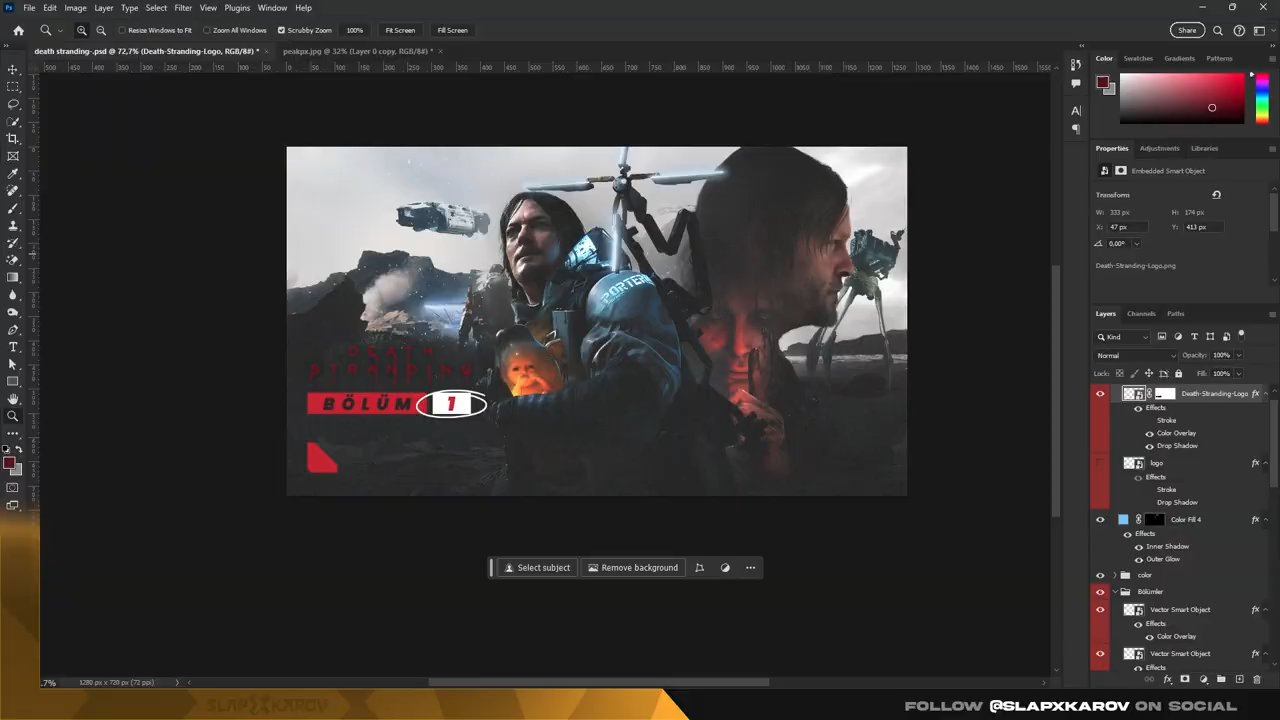 File Edit Image Layer Type Select Filter View Plugins Window Help
Resize Windows to Fit Zoom All Windows Scrubby Zoom 100% Fit Screen Fill Screen Share
death stranding-.psd @ 72,7% (Death-Stranding-Logo, RGB/8#) * × peakpx.jpg @ 32% (Layer 0 copy, RGB/8#) * ×
Color Swatches Gradients Patterns
Properties Adjustments Libraries
Embedded Smart Object
Transform
W: 333 px H: 174 px
X: 47 px Y: 413 px
0,00°
Death-Stranding-Logo.png
PORTER
DEATH
STRANDING
BÖLÜM 1
Layers Channels Paths
Kind
Normal Opacity: 100%
Lock: Fill: 100%
Death-Stranding-Logo fx
Effects
Stroke
Color Overlay
Drop Shadow
logo fx
Effects
Stroke
Drop Shadow
Color Fill 4 fx
Effects
Inner Shadow
Outer Glow
color
Bölümler
Vector Smart Object fx
Effects
Color Overlay
Vector Smart Object fx
Effects
Select subject Remove background
1280 px x 720 px (72 ppi)
SLAPXKAROV
FOLLOW @SLAPXKAROV ON SOCIAL